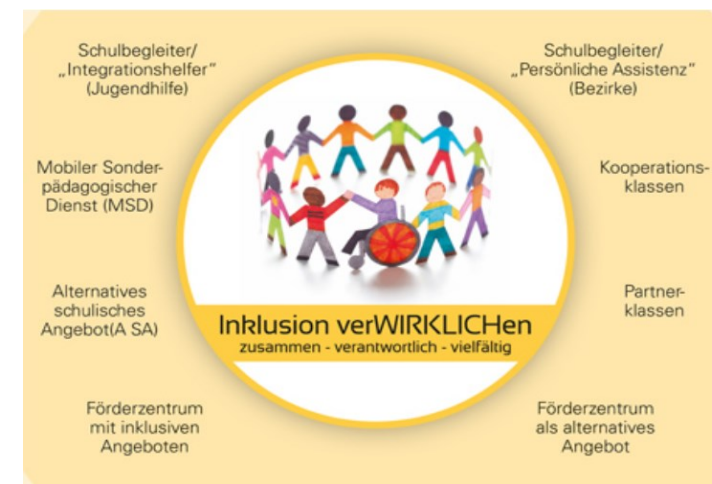 Schulbegleiter/
„Integrationshelfer“
(Jugendhilfe)
Schulbegleiter/
„Persönliche Assistenz“
(Bezirke)
Mobiler Sonder-
pädagogischer
Dienst (MSD)
Kooperations-
klassen
Alternatives
schulisches
Angebot(A SA)
Partner-
klassen
Inklusion verWIRKLICHen
zusammen - verantwortlich - vielfältig
Förderzentrum
mit inklusiven
Angeboten
Förderzentrum
als alternatives
Angebot